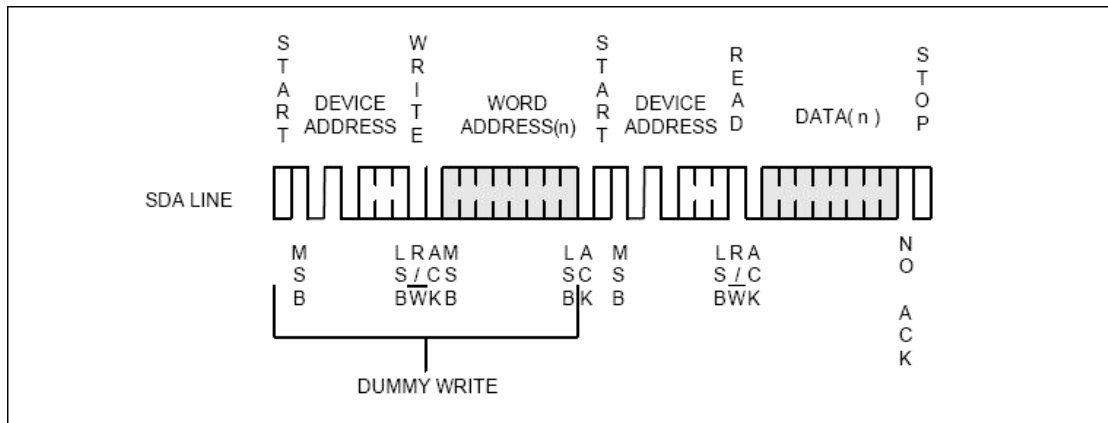 START
WRITE
START
READ
STOP
DEVICE
ADDRESS
WORD
ADDRESS(n)
DEVICE
ADDRESS
DATA( n )
SDA LINE
MSB
LSB
R/W
ACK
MSB
LSB
ACK
MSB
LSB
R/W
ACK
NO ACK
DUMMY WRITE